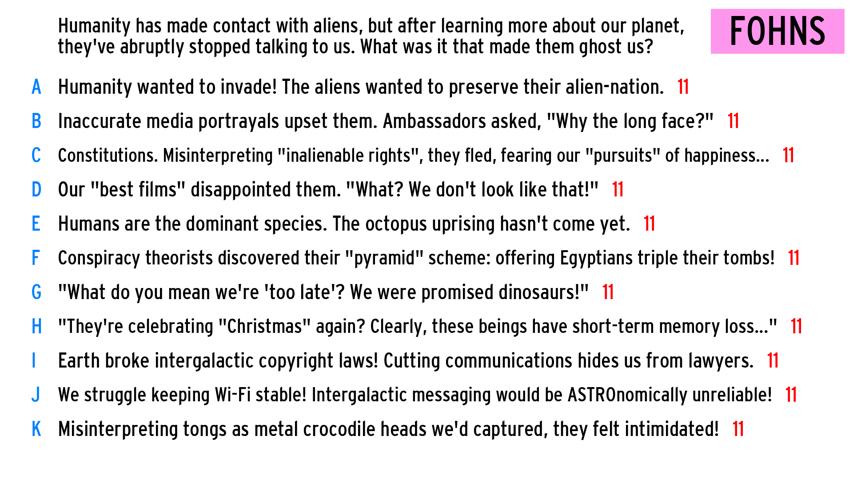 Humanity has made contact with aliens, but after learning more about our planet,
they've abruptly stopped talking to us. What was it that made them ghost us?
FOHNS
A Humanity wanted to invade! The aliens wanted to preserve their alien-nation. 11
B Inaccurate media portrayals upset them. Ambassadors asked, "Why the long face?" 11
C Constitutions. Misinterpreting "inalienable rights", they fled, fearing our "pursuits" of happiness... 11
D Our "best films" disappointed them. "What? We don't look like that!" 11
E Humans are the dominant species. The octopus uprising hasn't come yet. 11
F Conspiracy theorists discovered their "pyramid" scheme: offering Egyptians triple their tombs! 11
G "What do you mean we're 'too late'? We were promised dinosaurs!" 11
H "They're celebrating "Christmas" again? Clearly, these beings have short-term memory loss..." 11
I Earth broke intergalactic copyright laws! Cutting communications hides us from lawyers. 11
J We struggle keeping Wi-Fi stable! Intergalactic messaging would be ASTROnomically unreliable! 11
K Misinterpreting tongs as metal crocodile heads we'd captured, they felt intimidated! 11